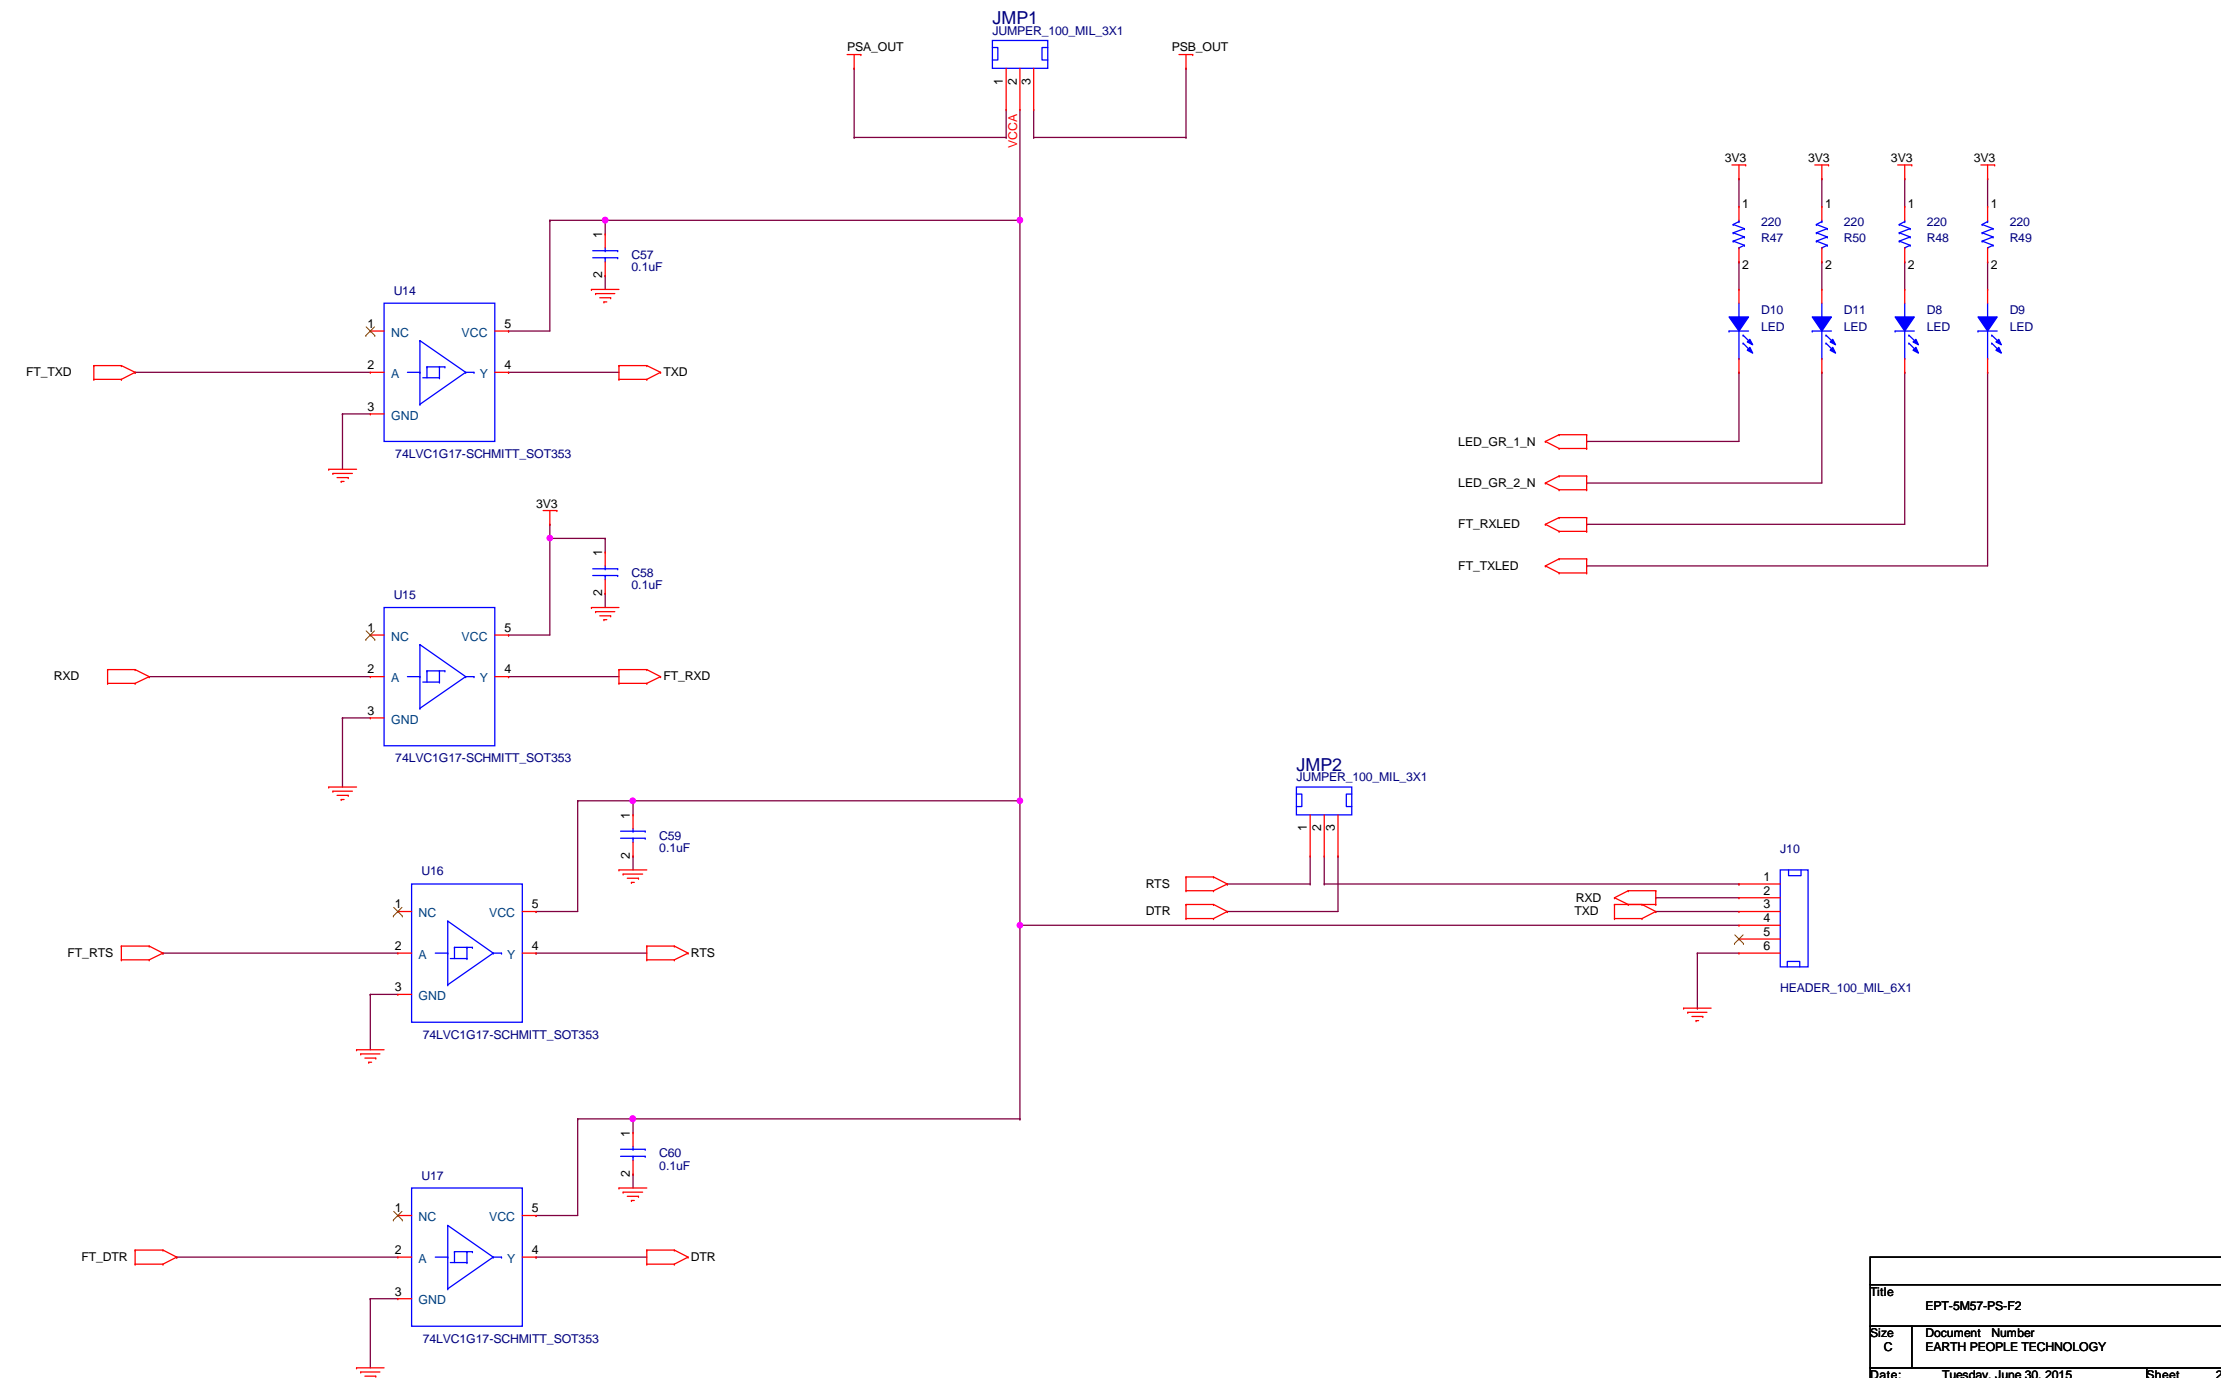 JMP1
JUMPER_100_MIL_3X1
PSA_OUT
PSB_OUT
1
2
3
VCCA
3V3
3V3
3V3
3V3
1
1
1
1
220
R47
220
R50
220
R48
220
R49
2
2
2
2
D10
LED
D11
LED
D8
LED
D9
LED
LED_GR_1_N
LED_GR_2_N
FT_RXLED
FT_TXLED
1
C57
0.1uF
2
U14
1
NC
VCC
5
FT_TXD
2
A
Y
4
TXD
3
GND
74LVC1G17-SCHMITT_SOT353
3V3
1
C58
0.1uF
2
U15
1
NC
VCC
5
RXD
2
A
Y
4
FT_RXD
3
GND
74LVC1G17-SCHMITT_SOT353
1
C59
0.1uF
2
U16
1
NC
VCC
5
FT_RTS
2
A
Y
4
RTS
3
GND
74LVC1G17-SCHMITT_SOT353
JMP2
JUMPER_100_MIL_3X1
1
2
3
RTS
DTR
J10
RXD
TXD
1
2
3
4
5
6
HEADER_100_MIL_6X1
1
C60
0.1uF
2
U17
1
NC
VCC
5
FT_DTR
2
A
Y
4
DTR
3
GND
74LVC1G17-SCHMITT_SOT353
Title
EPT-5M57-PS-F2
Size
Document Number
C
EARTH PEOPLE TECHNOLOGY
Date:
Tuesday, June 30, 2015
Sheet
2